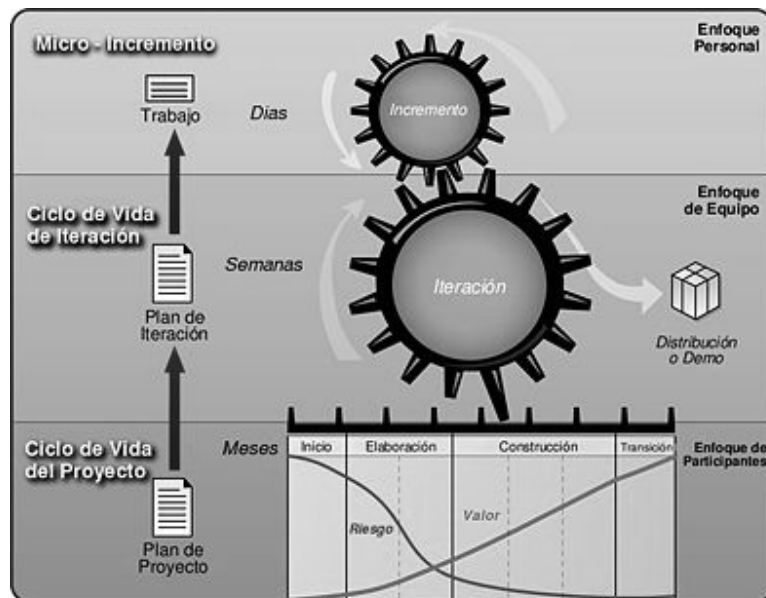 Micro - Incremento
Enfoque
Personal
Trabajo
Dias
Incremento
Ciclo de Vida
de Iteración
Enfoque
de Equipo
Semanas
Iteración
Plan de
Iteración
Distribución
o Demo
Ciclo de Vida
del Proyecto
Meses
Inicio
Elaboración
Construcción
Transición
Enfoque de
Participantes
Riesgo
Valor
Plan de
Proyecto